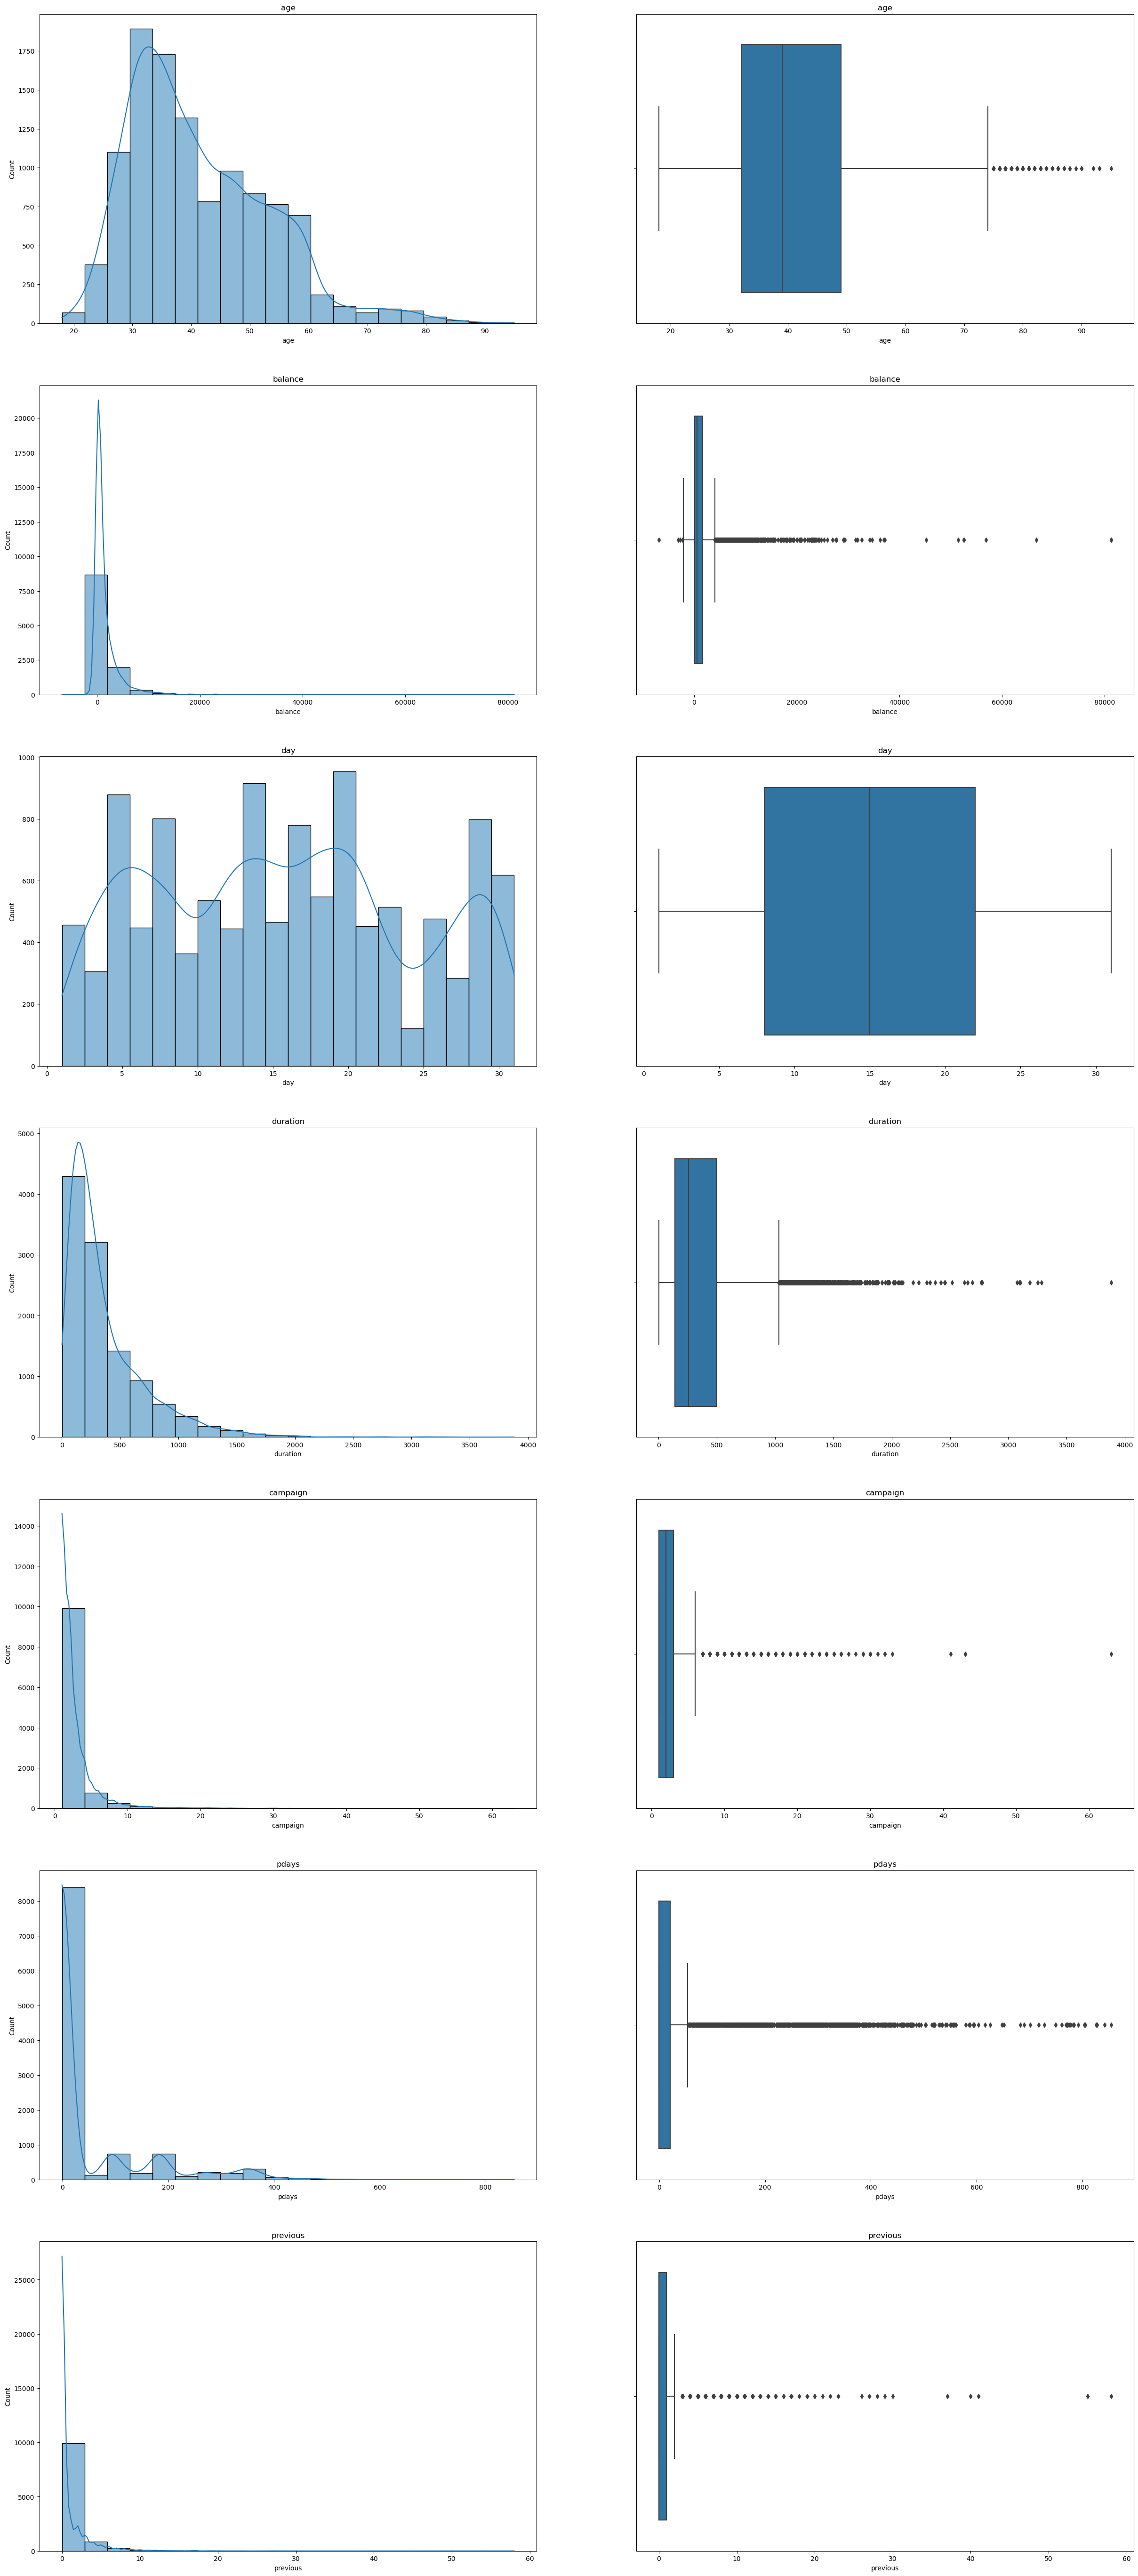 age
age
1750
1500
1250
1000
750
500
250
0
Count
20 30 40 50 60 70 80 90
age
20 30 40 50 60 70 80 90
age
balance
balance
20000
17500
15000
12500
10000
7500
5000
2500
0
Count
0 20000 40000 60000 80000
balance
0 20000 40000 60000 80000
balance
day
day
1000
800
600
400
200
0
Count
0 5 10 15 20 25 30
day
0 5 10 15 20 25 30
day
duration
duration
5000
4000
3000
2000
1000
0
Count
0 500 1000 1500 2000 2500 3000 3500 4000
duration
0 500 1000 1500 2000 2500 3000 3500 4000
duration
campaign
campaign
14000
12000
10000
8000
6000
4000
2000
0
Count
0 10 20 30 40 50 60
campaign
0 10 20 30 40 50 60
campaign
pdays
pdays
8000
7000
6000
5000
4000
3000
2000
1000
0
Count
0 200 400 600 800
pdays
0 200 400 600 800
pdays
previous
previous
25000
20000
15000
10000
5000
0
Count
0 10 20 30 40 50 60
previous
0 10 20 30 40 50 60
previous